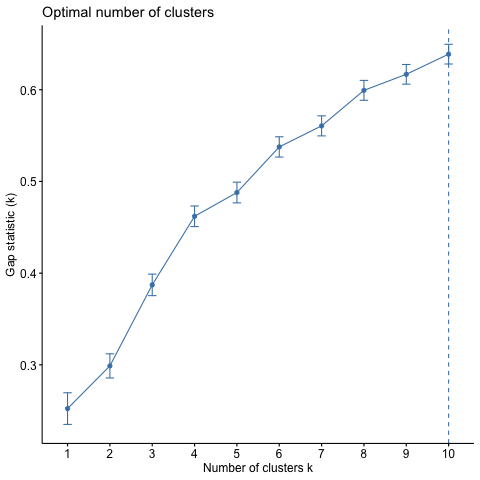 Optimal number of clusters
Gap statistic (k)
0.6
0.5
0.4
0.3
1 2 3 4 5 6 7 8 9 10
Number of clusters k